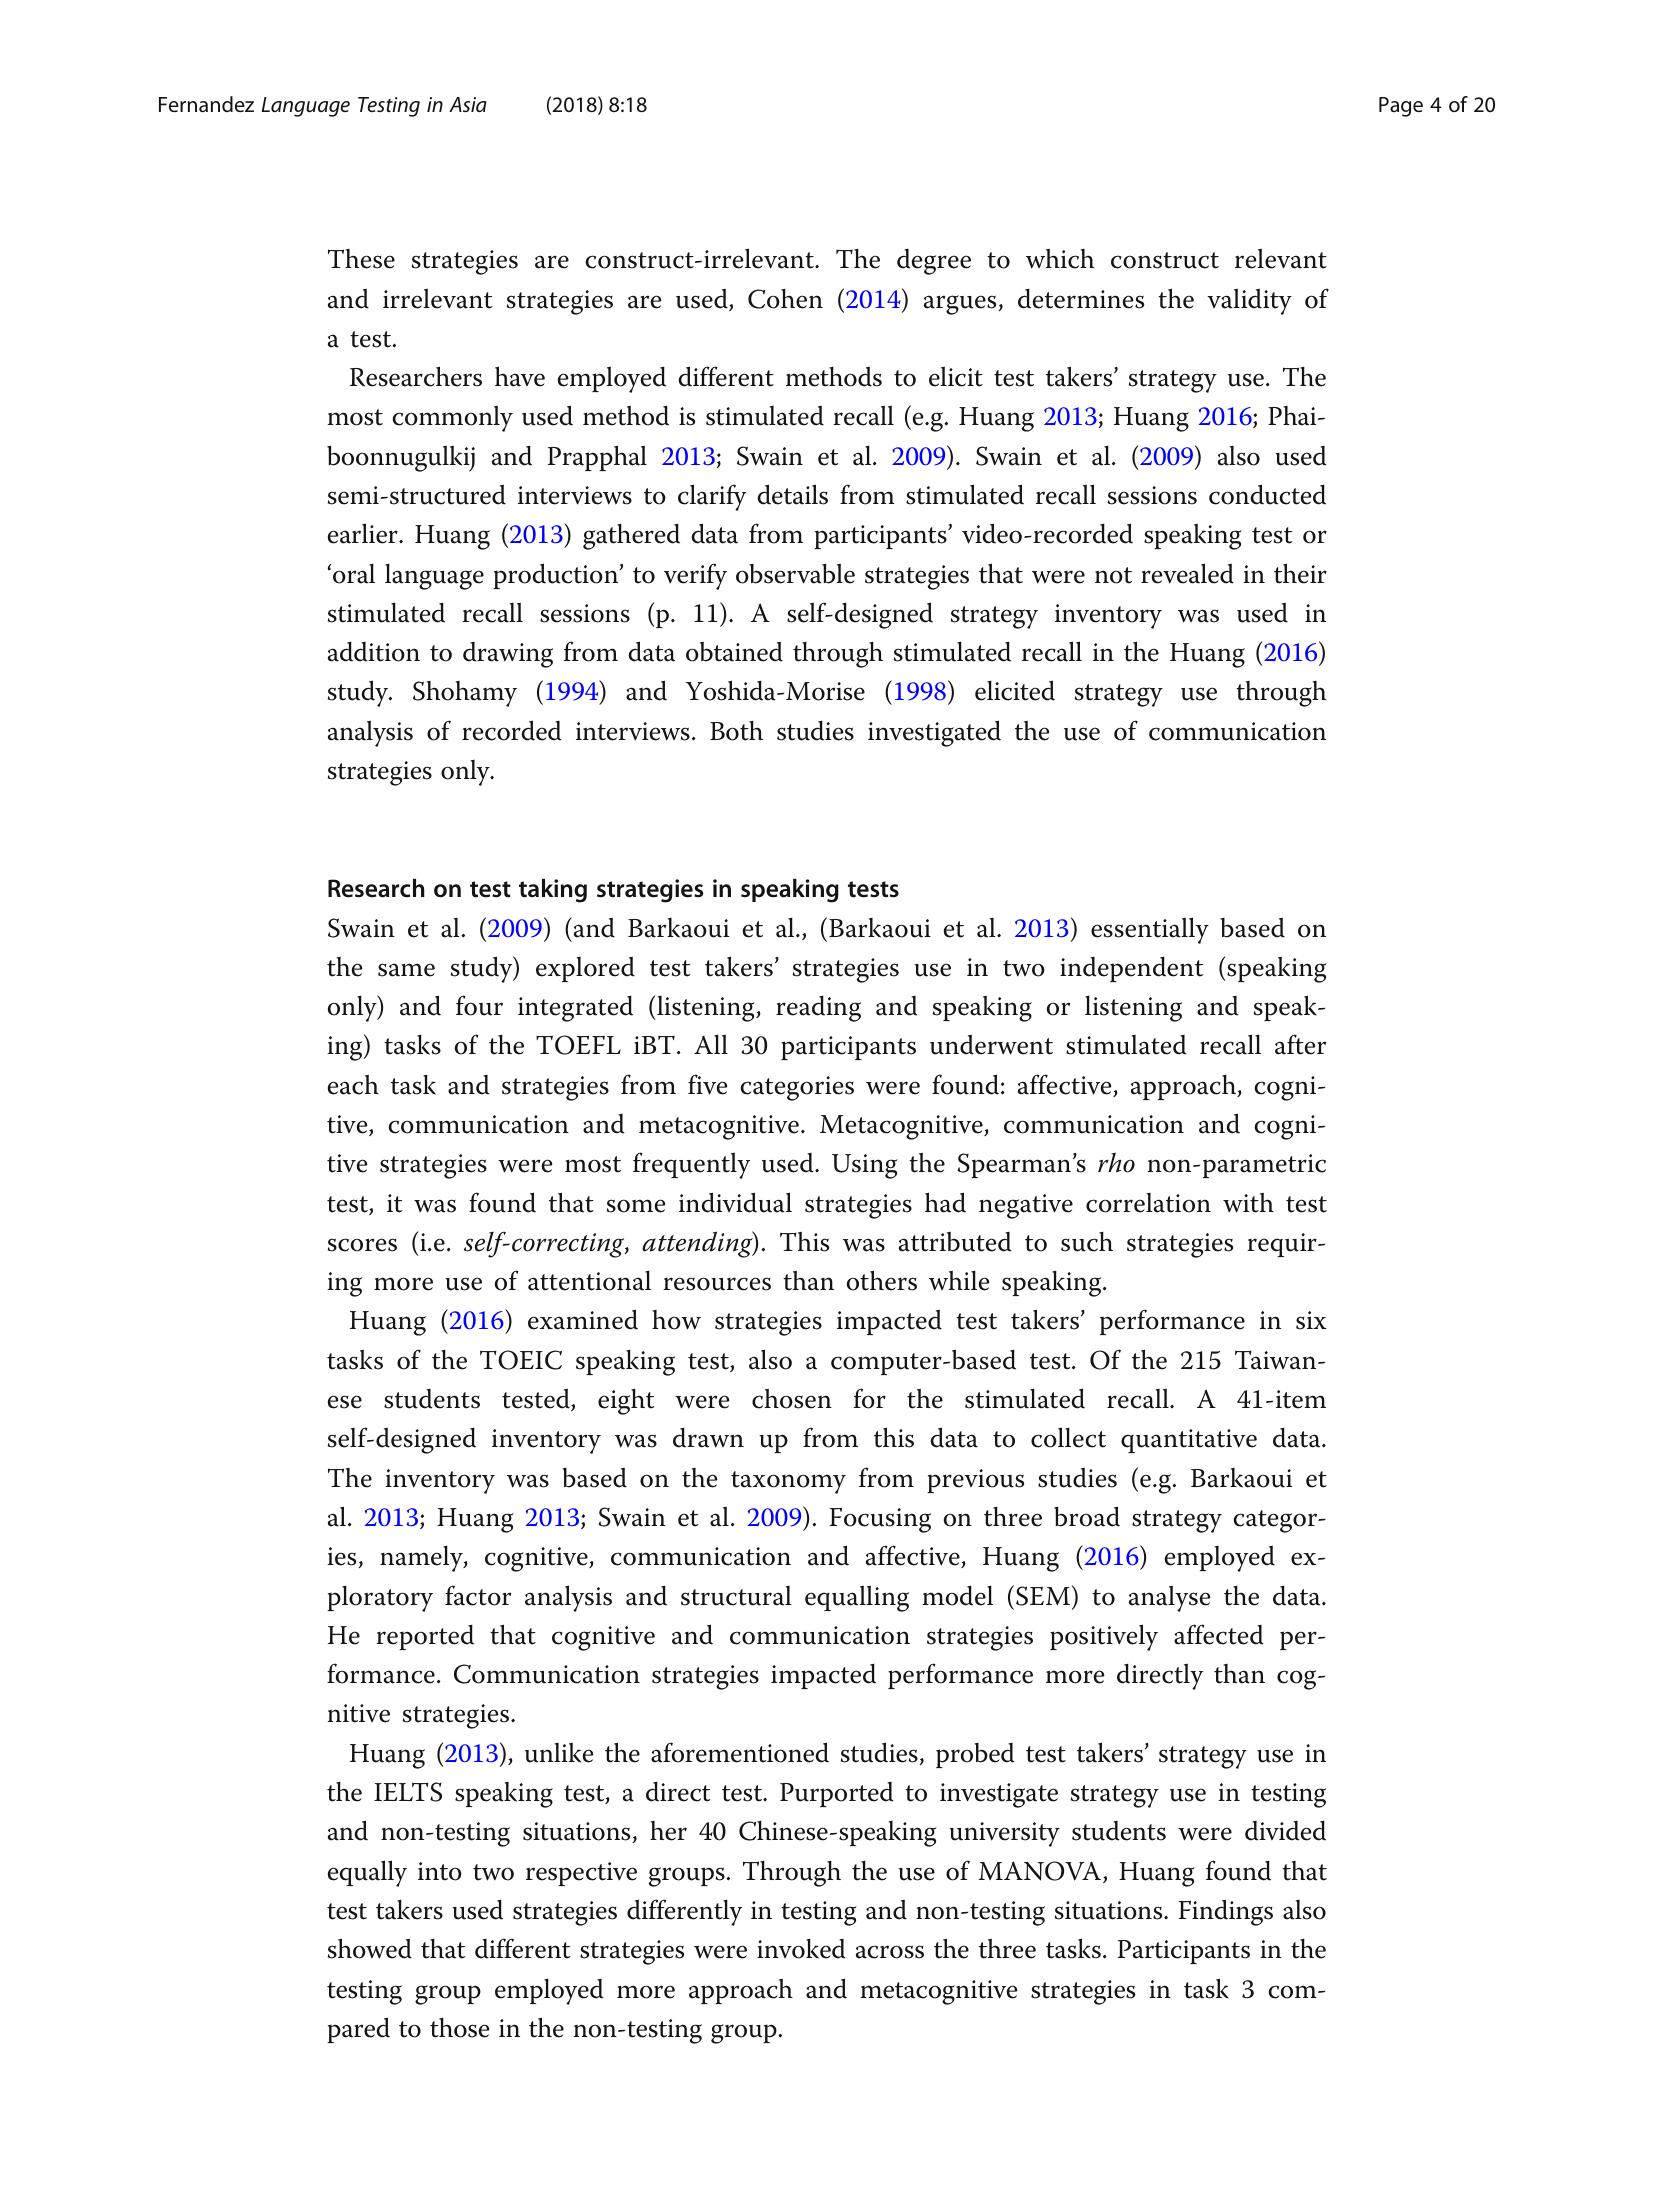 Fernandez Language Testing in Asia (2018) 8:18 Page 4 of 20
These strategies are construct-irrelevant. The degree to which construct relevant
and irrelevant strategies are used, Cohen (2014) argues, determines the validity of
a test.
Researchers have employed different methods to elicit test takers’ strategy use. The
most commonly used method is stimulated recall (e.g. Huang 2013; Huang 2016; Phai-
boonnugulkij and Prapphal 2013; Swain et al. 2009). Swain et al. (2009) also used
semi-structured interviews to clarify details from stimulated recall sessions conducted
earlier. Huang (2013) gathered data from participants’ video-recorded speaking test or
‘oral language production’ to verify observable strategies that were not revealed in their
stimulated recall sessions (p. 11). A self-designed strategy inventory was used in
addition to drawing from data obtained through stimulated recall in the Huang (2016)
study. Shohamy (1994) and Yoshida-Morise (1998) elicited strategy use through
analysis of recorded interviews. Both studies investigated the use of communication
strategies only.
Research on test taking strategies in speaking tests
Swain et al. (2009) (and Barkaoui et al., (Barkaoui et al. 2013) essentially based on
the same study) explored test takers’ strategies use in two independent (speaking
only) and four integrated (listening, reading and speaking or listening and speak-
ing) tasks of the TOEFL iBT. All 30 participants underwent stimulated recall after
each task and strategies from five categories were found: affective, approach, cogni-
tive, communication and metacognitive. Metacognitive, communication and cogni-
tive strategies were most frequently used. Using the Spearman’s rho non-parametric
test, it was found that some individual strategies had negative correlation with test
scores (i.e. self-correcting, attending). This was attributed to such strategies requir-
ing more use of attentional resources than others while speaking.
Huang (2016) examined how strategies impacted test takers’ performance in six
tasks of the TOEIC speaking test, also a computer-based test. Of the 215 Taiwan-
ese students tested, eight were chosen for the stimulated recall. A 41-item
self-designed inventory was drawn up from this data to collect quantitative data.
The inventory was based on the taxonomy from previous studies (e.g. Barkaoui et
al. 2013; Huang 2013; Swain et al. 2009). Focusing on three broad strategy categor-
ies, namely, cognitive, communication and affective, Huang (2016) employed ex-
ploratory factor analysis and structural equalling model (SEM) to analyse the data.
He reported that cognitive and communication strategies positively affected per-
formance. Communication strategies impacted performance more directly than cog-
nitive strategies.
Huang (2013), unlike the aforementioned studies, probed test takers’ strategy use in
the IELTS speaking test, a direct test. Purported to investigate strategy use in testing
and non-testing situations, her 40 Chinese-speaking university students were divided
equally into two respective groups. Through the use of MANOVA, Huang found that
test takers used strategies differently in testing and non-testing situations. Findings also
showed that different strategies were invoked across the three tasks. Participants in the
testing group employed more approach and metacognitive strategies in task 3 com-
pared to those in the non-testing group.